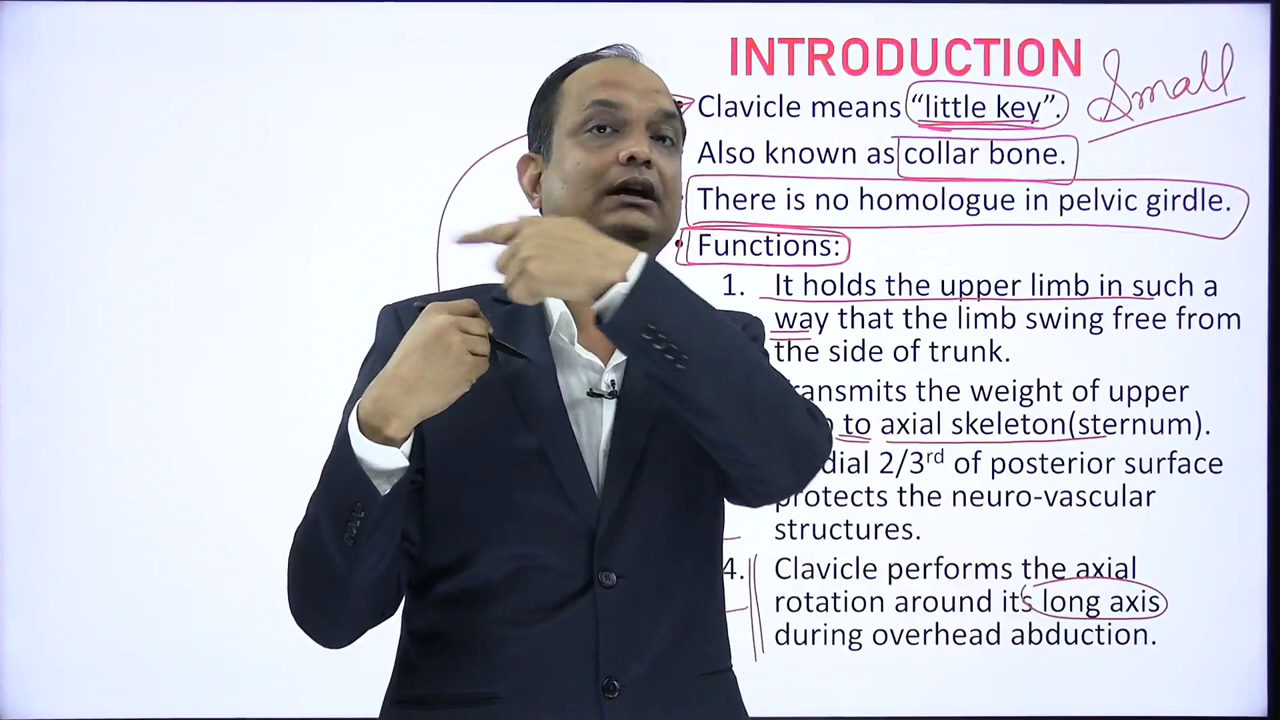 INTRODUCTION
Small
Clavicle means “little key”.
Also known as collar bone.
There is no homologue in pelvic girdle.
Functions:
1. It holds the upper limb in such a
way that the limb swing free from
the side of trunk.
the weight of upper
to axial skeleton(sternum).
2/3rd of posterior surface
protects the neuro-vascular
structures.
4. Clavicle performs the axial
rotation around its long axis
during overhead abduction.